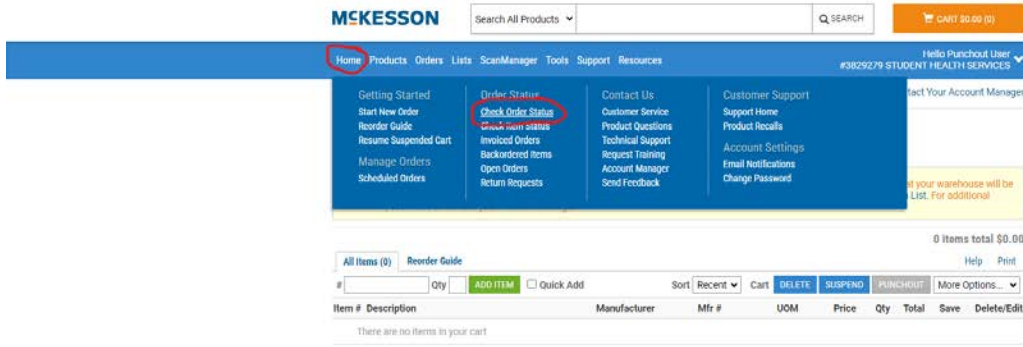 MCKESSON
Search All Products
SEARCH
CART $0.00 (0)
Home Products Orders Lists ScanManager Tools Support Resources
Hello Punchout User
#3829279 STUDENT HEALTH SERVICES
Getting Started
Start New Order
Reorder Guide
Resume Suspended Cart
Manage Orders
Scheduled Orders
Order Status
Check Order Status
Check Item Status
Invoiced Orders
Backordered Items
Open Orders
Return Requests
Contact Us
Customer Service
Product Questions
Technical Support
Request Training
Account Manager
Send Feedback
Customer Support
Support Home
Product Recalls
Account Settings
Email Notifications
Change Password
tact Your Account Manager
at your warehouse will be
List. For additional
0 items total $0.00
All Items (0) Reorder Guide
Help Print
# Qty ADD ITEM Quick Add Sort Recent Cart DELETE SUSPEND PUNCHOUT More Options...
Item # Description Manufacturer Mfr # UOM Price Qty Total Save Delete/Edit
There are no items in your cart